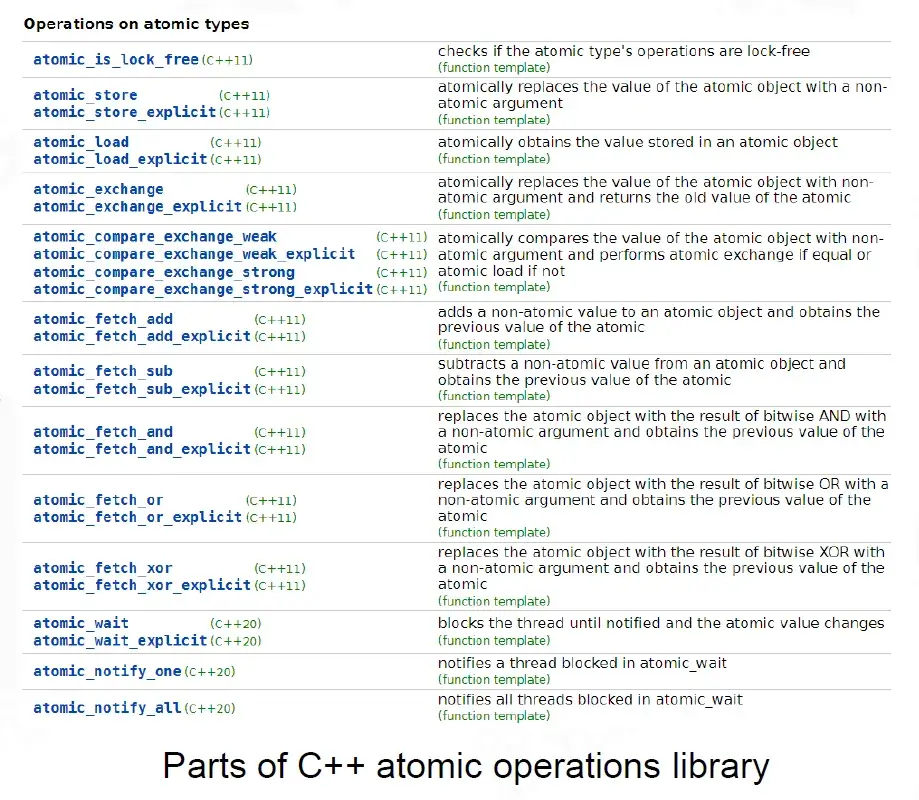 Operations on atomic types
atomic_is_lock_free (C++11)
checks if the atomic type's operations are lock-free
(function template)
atomic_store (C++11)
atomic_store_explicit (C++11)
atomically replaces the value of the atomic object with a non-
atomic argument
(function template)
atomic_load (C++11)
atomic_load_explicit (C++11)
atomically obtains the value stored in an atomic object
(function template)
atomic_exchange (C++11)
atomic_exchange_explicit (C++11)
atomically replaces the value of the atomic object with non-
atomic argument and returns the old value of the atomic
(function template)
atomic_compare_exchange_weak (C++11)
atomic_compare_exchange_weak_explicit (C++11)
atomic_compare_exchange_strong (C++11)
atomic_compare_exchange_strong_explicit (C++11)
atomically compares the value of the atomic object with non-
atomic argument and performs atomic exchange if equal or
atomic load if not
(function template)
atomic_fetch_add (C++11)
atomic_fetch_add_explicit (C++11)
adds a non-atomic value to an atomic object and obtains the
previous value of the atomic
(function template)
atomic_fetch_sub (C++11)
atomic_fetch_sub_explicit (C++11)
subtracts a non-atomic value from an atomic object and
obtains the previous value of the atomic
(function template)
atomic_fetch_and (C++11)
atomic_fetch_and_explicit (C++11)
replaces the atomic object with the result of bitwise AND with
a non-atomic argument and obtains the previous value of the
atomic
(function template)
atomic_fetch_or (C++11)
atomic_fetch_or_explicit (C++11)
replaces the atomic object with the result of bitwise OR with a
non-atomic argument and obtains the previous value of the
atomic
(function template)
atomic_fetch_xor (C++11)
atomic_fetch_xor_explicit (C++11)
replaces the atomic object with the result of bitwise XOR with
a non-atomic argument and obtains the previous value of the
atomic
(function template)
atomic_wait (C++20)
atomic_wait_explicit (C++20)
blocks the thread until notified and the atomic value changes
(function template)
atomic_notify_one (C++20)
notifies a thread blocked in atomic_wait
(function template)
atomic_notify_all (C++20)
notifies all threads blocked in atomic_wait
(function template)
Parts of C++ atomic operations library